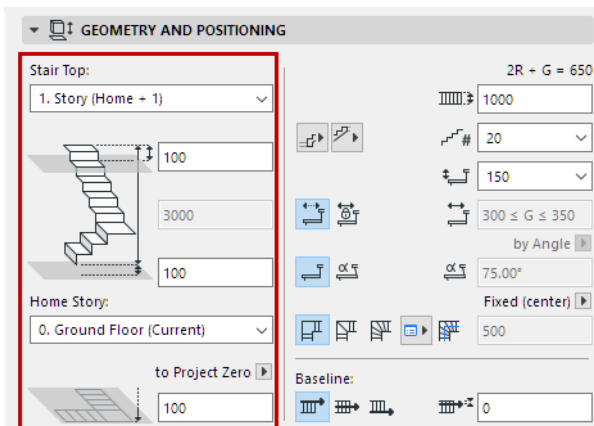 GEOMETRY AND POSITIONING
Stair Top:
1. Story (Home + 1)
100
3000
100
Home Story:
0. Ground Floor (Current)
to Project Zero
100
2R + G = 650
1000
# 20
150
300 ≤ G ≤ 350
by Angle
α α 75.00°
Fixed (center)
500
Baseline:
0